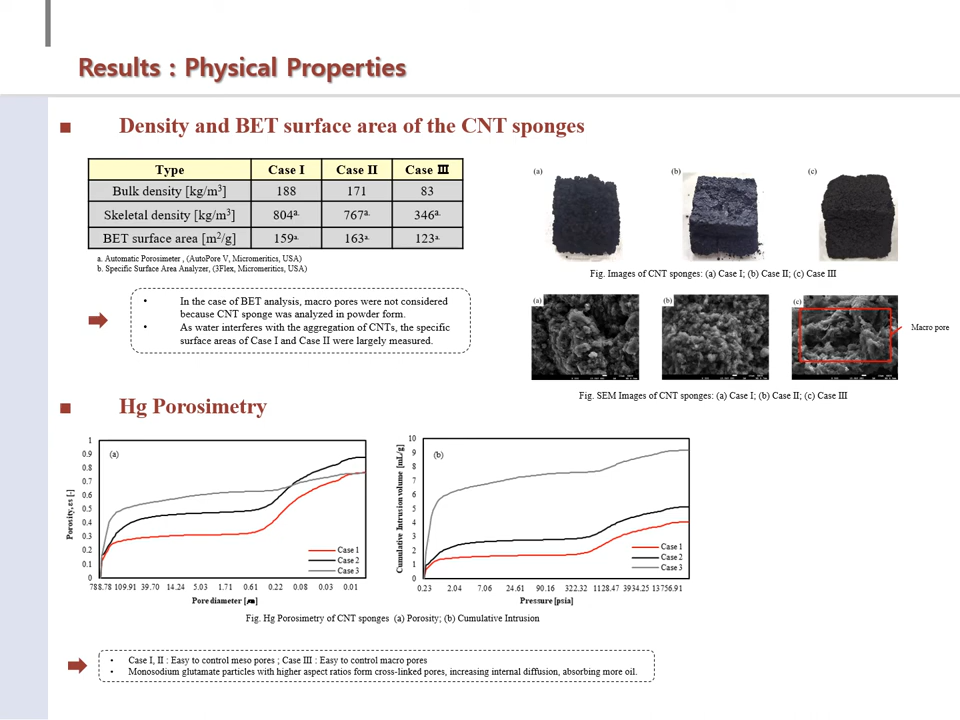 Results : Physical Properties
■ Density and BET surface area of the CNT sponges
Type Case I Case II Case Ⅲ
Bulk density [kg/m3] 188 171 83
Skeletal density [kg/m3] 804a. 767a. 346a.
BET surface area [m2/g] 159a. 163a. 123a.
a. Automatic Porosimeter , (AutoPore V, Micromeritics, USA)
b. Specific Surface Area Analyzer, (3Flex, Micromeritics, USA)
• In the case of BET analysis, macro pores were not considered
because CNT sponge was analyzed in powder form.
• As water interferes with the aggregation of CNTs, the specific
surface areas of Case I and Case II were largely measured.
(a) (b) (c)
Fig. Images of CNT sponges: (a) Case I; (b) Case II; (c) Case III
(a) (b) (c)
Macro pore
Fig. SEM Images of CNT sponges: (a) Case I; (b) Case II; (c) Case III
■ Hg Porosimetry
(a)
Porosity, εs [-]
1
0.9
0.8
0.7
0.6
0.5
0.4
0.3
0.2
0.1
0
Case 1
Case 2
Case 3
788.78 109.91 39.70 14.24 5.03 1.71 0.61 0.22 0.08 0.03 0.01
Pore diameter [㎛]
(b)
Cumulative Intrusion volume [mL/g]
10
9
8
7
6
5
4
3
2
1
0
Case 1
Case 2
Case 3
0.23 2.04 7.06 24.61 90.16 322.32 1128.47 3934.25 13756.91
Pressure [psia]
Fig. Hg Porosimetry of CNT sponges (a) Porosity; (b) Cumulative Intrusion
• Case I, II : Easy to control meso pores ; Case III : Easy to control macro pores
• Monosodium glutamate particles with higher aspect ratios form cross-linked pores, increasing internal diffusion, absorbing more oil.